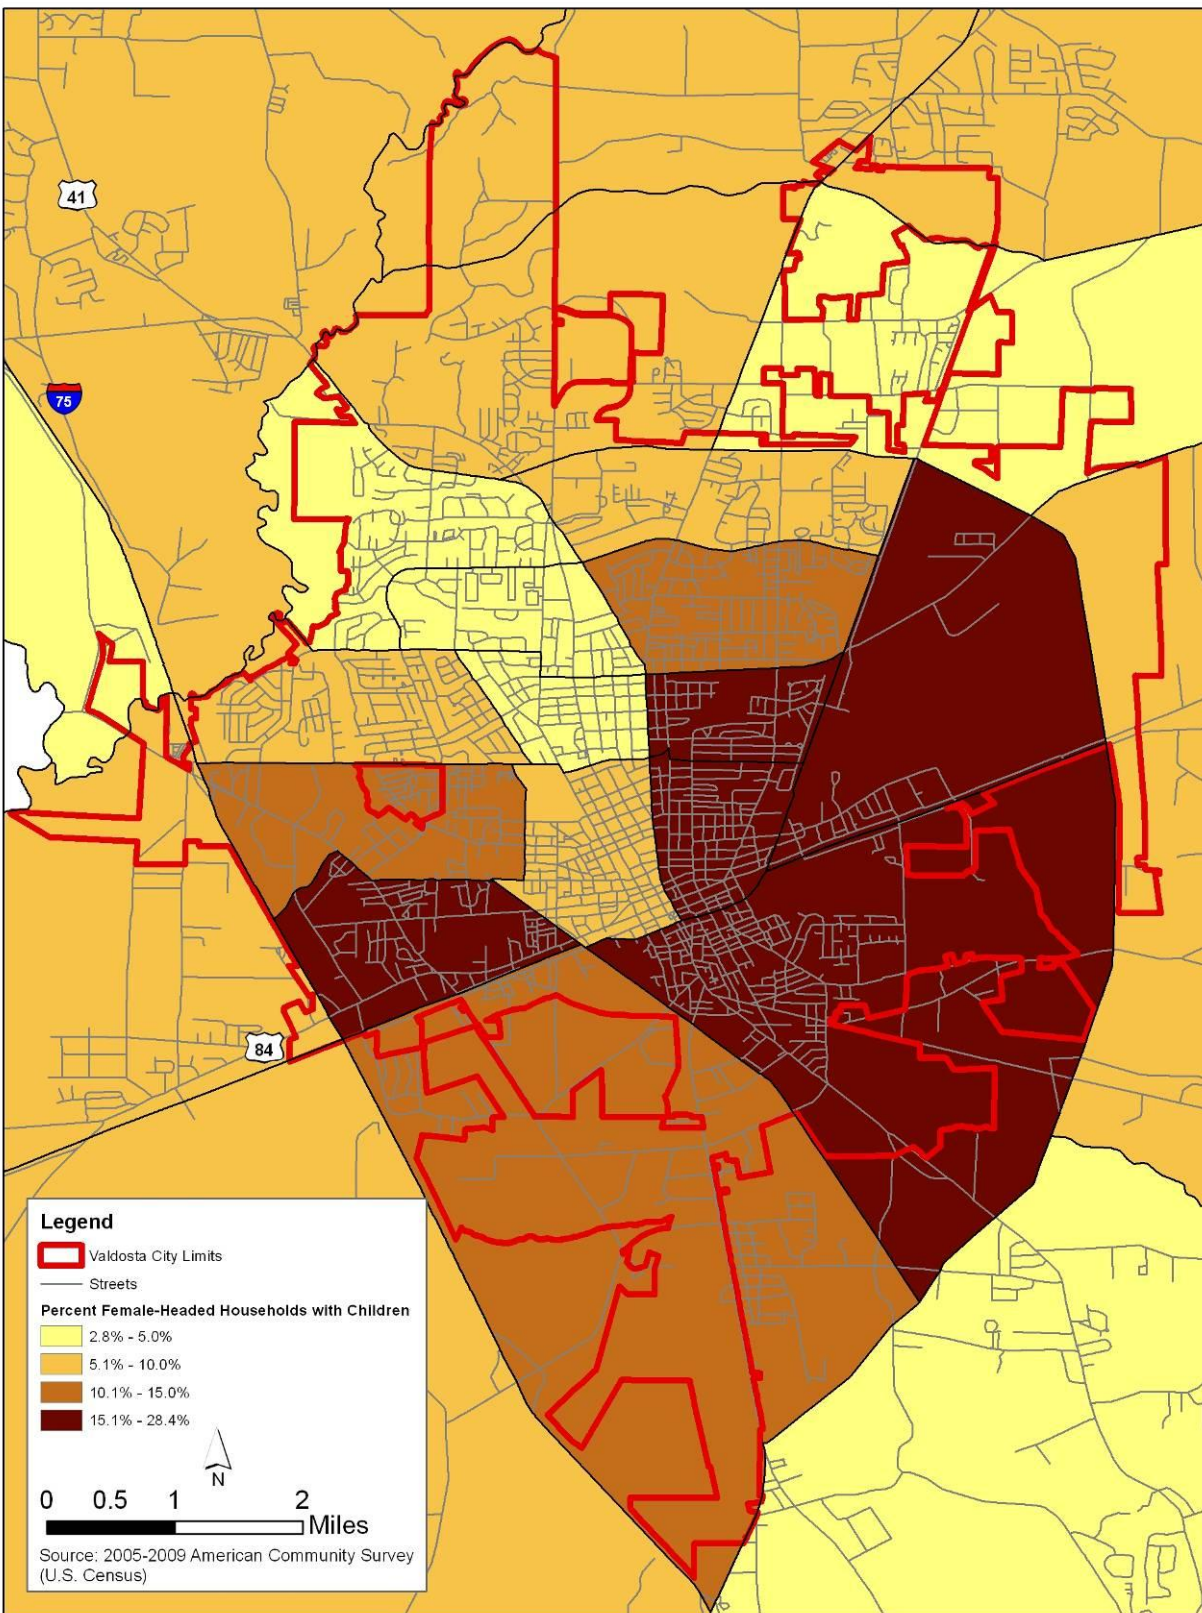 41
75
84
Legend
Valdosta City Limits
Streets
Percent Female-Headed Households with Children
2.8% - 5.0%
5.1% - 10.0%
10.1% - 15.0%
15.1% - 28.4%
N
0 0.5 1 2
Miles
Source: 2005-2009 American Community Survey
(U.S. Census)